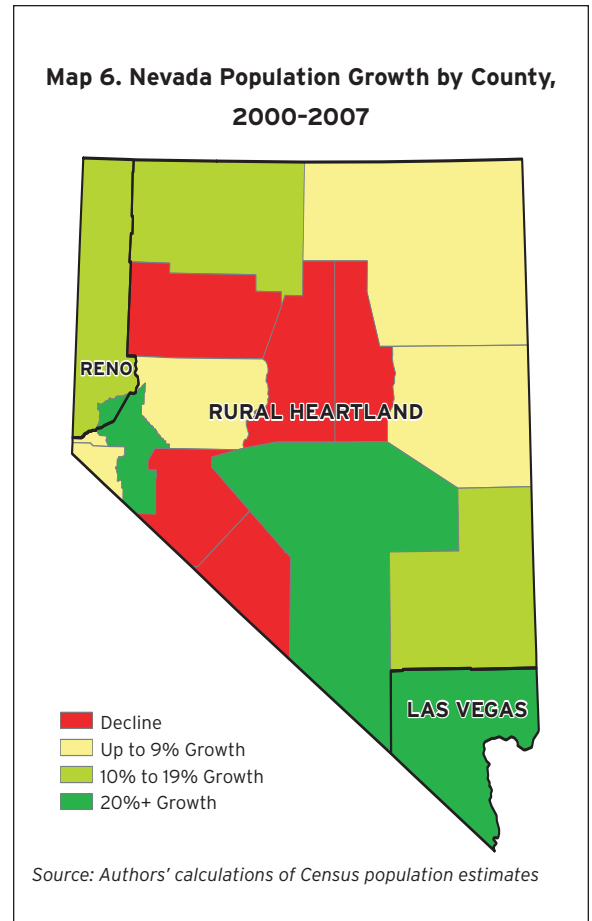 Map 6. Nevada Population Growth by County,
2000–2007
RENO
RURAL HEARTLAND
LAS VEGAS
Decline
Up to 9% Growth
10% to 19% Growth
20%+ Growth
Source: Authors’ calculations of Census population estimates